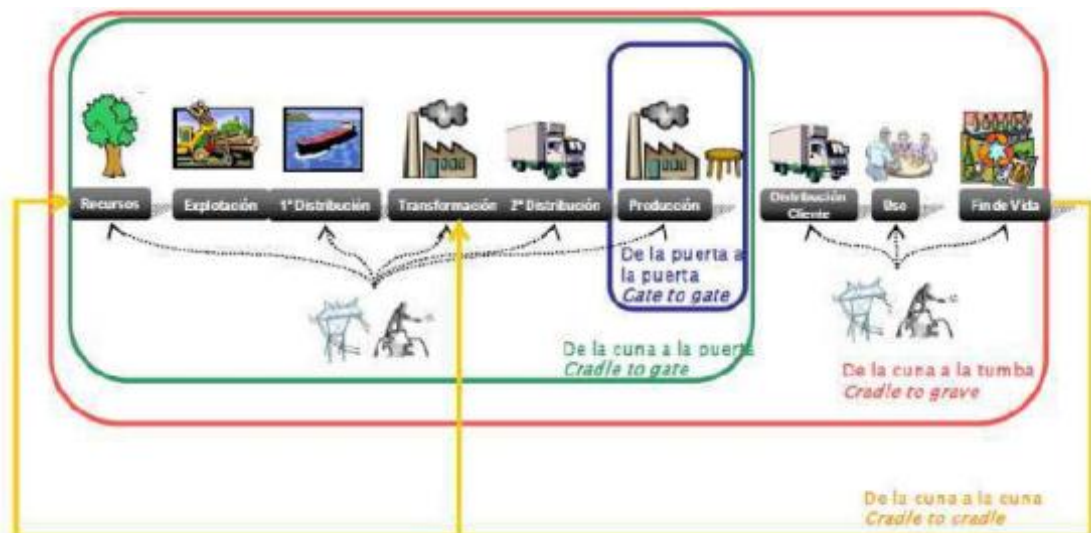 Recursos
Explotación
1ª Distribución
Transformación
2ª Distribución
Producción
Distribución
Cliente
Uso
Fin de Vida
De la puerta a
la puerta
Gate to gate
De la cuna a la puerta
Cradle to gate
De la cuna a la tumba
Cradle to grave
De la cuna a la cuna
Cradle to cradle